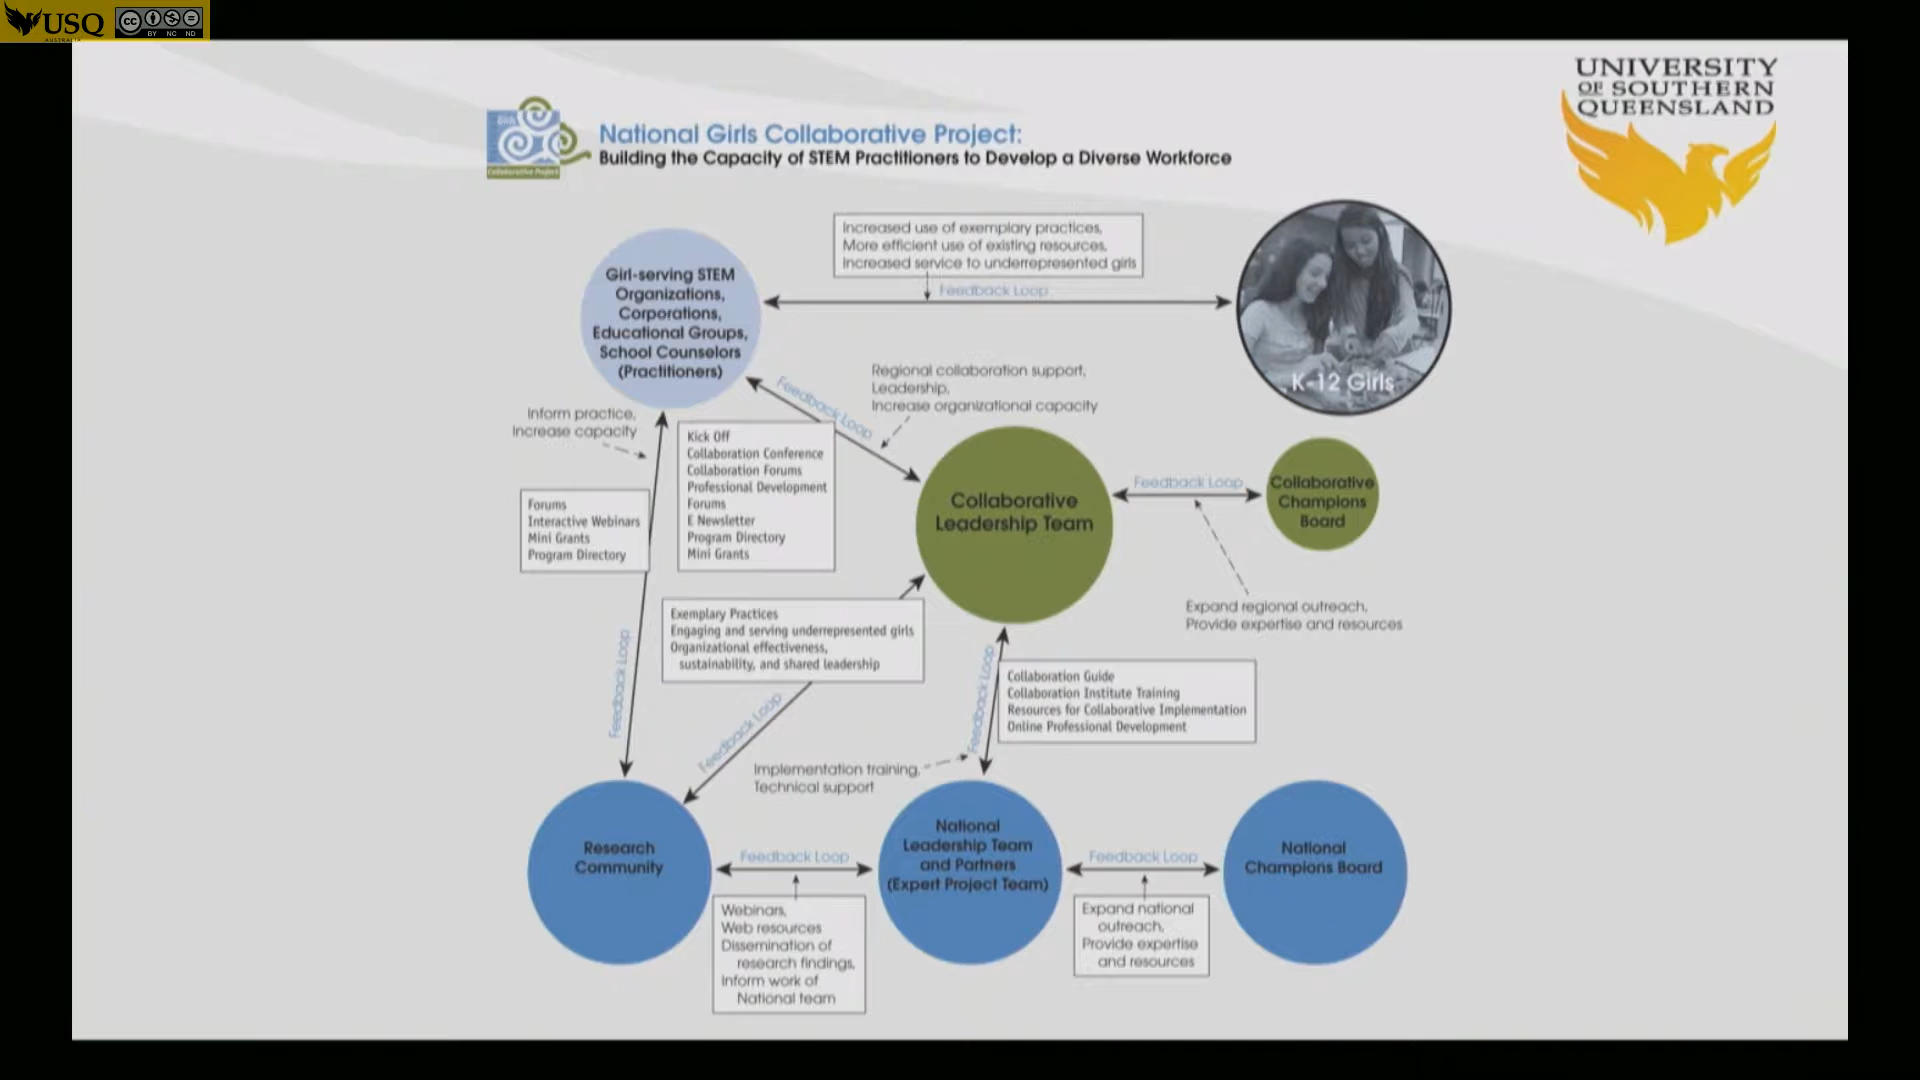 USQ
AUSTRALIA
CC
BY NC ND
UNIVERSITY
OF SOUTHERN
QUEENSLAND
Collaborative Project
National Girls Collaborative Project:
Building the Capacity of STEM Practitioners to Develop a Diverse Workforce
Increased use of exemplary practices,
More efficient use of existing resources,
Increased service to underrepresented girls
Feedback Loop
Girl-serving STEM
Organizations,
Corporations,
Educational Groups,
School Counselors
(Practitioners)
K-12 Girls
Feedback Loop
Regional collaboration support,
Leadership,
Increase organizational capacity
Inform practice,
Increase capacity
Kick Off
Collaboration Conference
Collaboration Forums
Professional Development
Forums
E Newsletter
Program Directory
Mini Grants
Forums
Interactive Webinars
Mini Grants
Program Directory
Collaborative
Leadership Team
Feedback Loop
Collaborative
Champions
Board
Expand regional outreach,
Provide expertise and resources
Exemplary Practices
Engaging and serving underrepresented girls
Organizational effectiveness,
sustainability, and shared leadership
Feedback Loop
Feedback Loop
Feedback Loop
Collaboration Guide
Collaboration Institute Training
Resources for Collaborative Implementation
Online Professional Development
Implementation training,
Technical support
Research
Community
Feedback Loop
National
Leadership Team
and Partners
(Expert Project Team)
Feedback Loop
National
Champions Board
Webinars,
Web resources
Dissemination of
research findings,
Inform work of
National team
Expand national
outreach,
Provide expertise
and resources